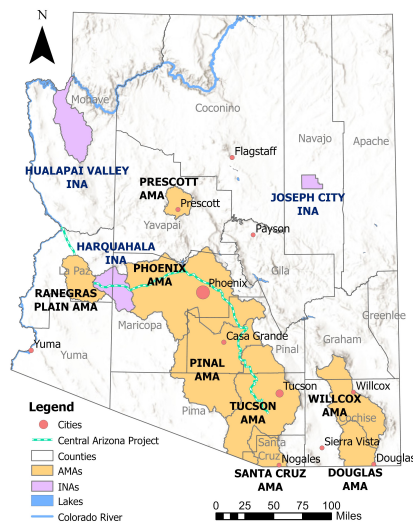 N
Mohave
Coconino
Navajo
Apache
Flagstaff
HUALAPAI VALLEY
INA
PRESCOTT
AMA
Prescott
JOSEPH CITY
INA
Yavapai
Payson
HARQUAHALA
INA
La Paz
PHOENIX
AMA
Gila
Phoenix
RANEGRAS
PLAIN AMA
Maricopa
Greenlee
Graham
Yuma
Yuma
Casa Grande
Pinal
PINAL
AMA
Tucson
Willcox
WILLCOX
AMA
Pima
TUCSON
AMA
Cochise
Santa
Cruz
Sierra Vista
Nogales
Douglas
SANTA CRUZ
AMA
DOUGLAS
AMA
Legend
Cities
Central Arizona Project
Counties
AMAs
INAs
Lakes
Colorado River
0 25 50 100
Miles